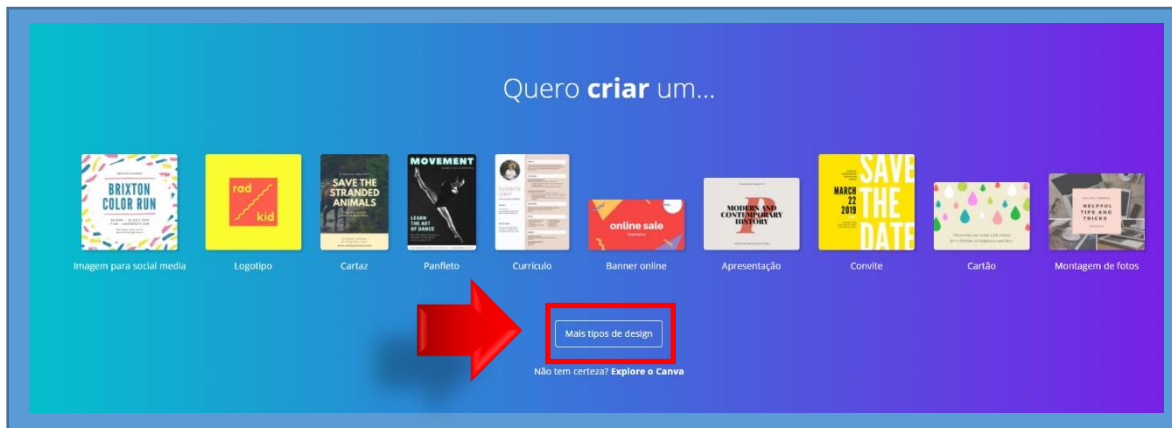 Quero criar um...
BRIXTON
COLOR RUN
rad
kid
SAVE THE
STRANDED
ANIMALS
MOVEMENT
LEARN
THE ART
OF DANCE
online sale
MODERN AND
CONTEMPORARY
HISTORY
SAVE
THE
DATE
MARCH
22
2019
HELPFUL
TIPS AND
TRICKS
Imagem para social media
Logotipo
Cartaz
Panfleto
Currículo
Banner online
Apresentação
Convite
Cartão
Montagem de fotos
Mais tipos de design
Não tem certeza? Explore o Canva